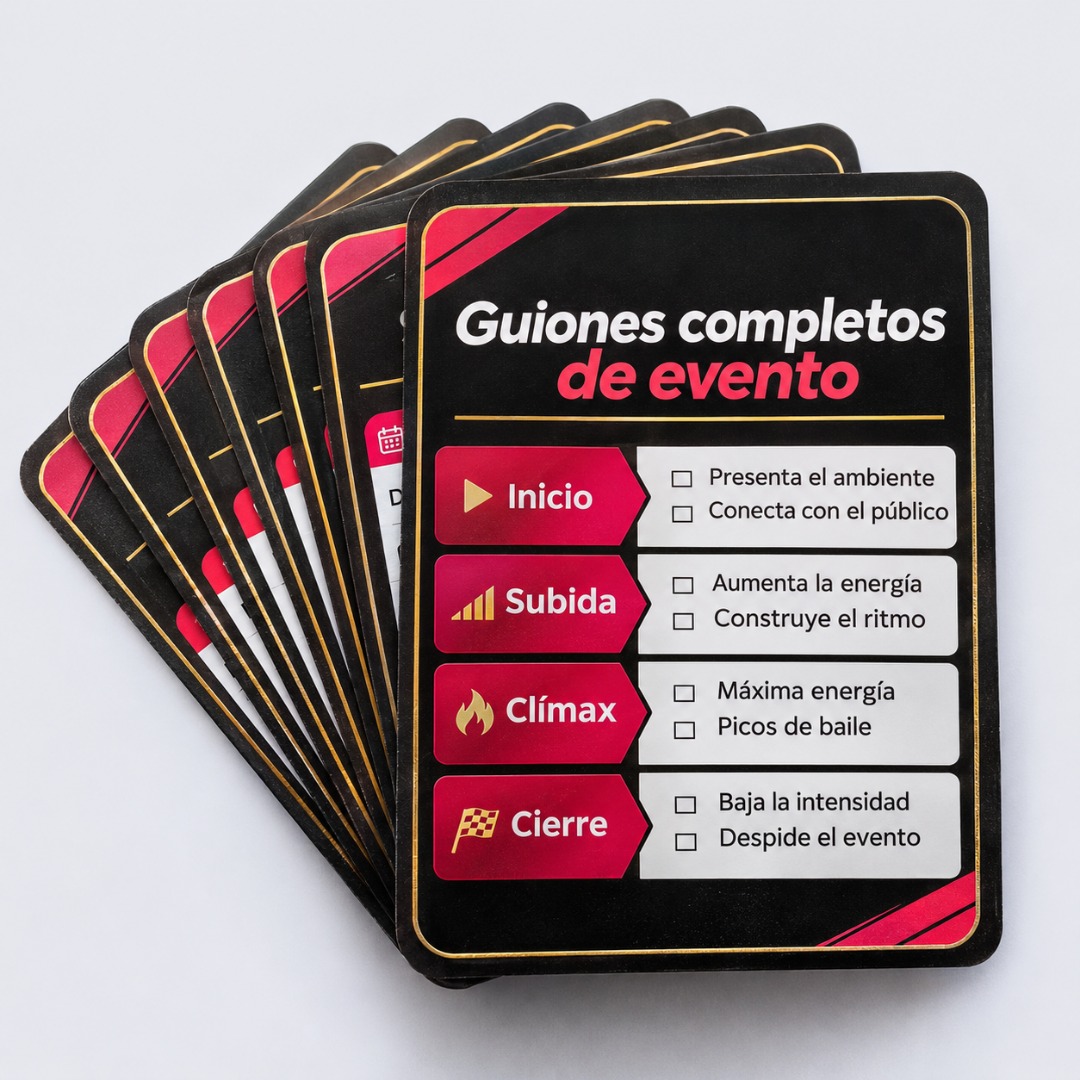 Guiones completos
de evento
Inicio
Presenta el ambiente
Conecta con el público
Subida
Aumenta la energía
Construye el ritmo
Clímax
Máxima energía
Picos de baile
Cierre
Baja la intensidad
Despide el evento